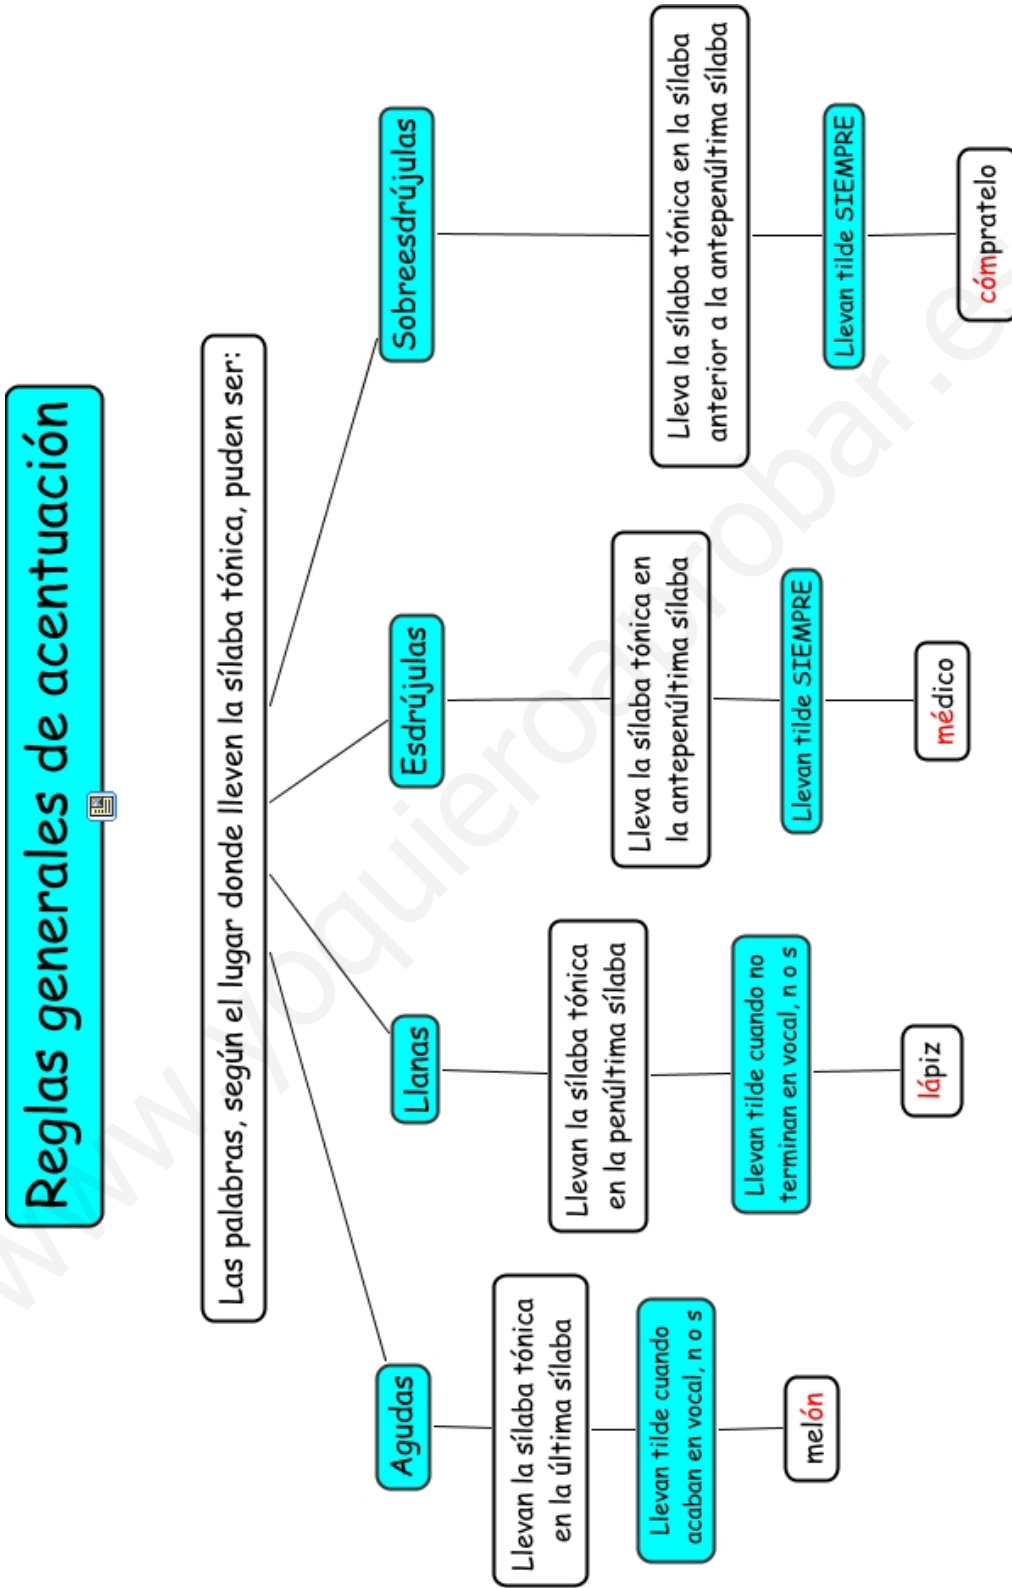 Reglas generales de acentuación
Las palabras, según el lugar donde lleven la sílaba tónica, puden ser:
Agudas
Llevan la sílaba tónica
en la última sílaba
Llevan tilde cuando
acaban en vocal, n o s
melón
Llanas
Llevan la sílaba tónica
en la penúltima sílaba
Llevan tilde cuando no
terminan en vocal, n o s
lápiz
Esdrújulas
Lleva la sílaba tónica en
la antepenúltima sílaba
Llevan tilde SIEMPRE
médico
Sobreesdrújulas
Lleva la sílaba tónica en la sílaba
anterior a la antepenúltima sílaba
Llevan tilde SIEMPRE
cómpratelo
www.yoquieroaprobar.es